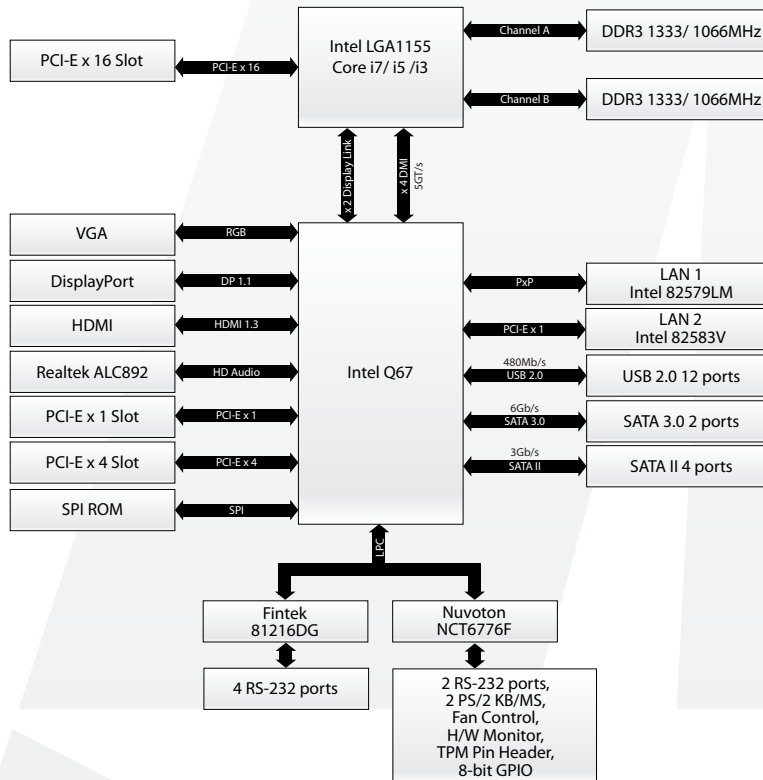 Intel LGA1155
Core i7/ i5 /i3
Channel A
DDR3 1333/ 1066MHz
PCI-E x 16 Slot
PCI-E x 16
Channel B
DDR3 1333/ 1066MHz
x 2 Display Link
x 4 DMI
5GT/s
VGA
RGB
DisplayPort
DP 1.1
HDMI
HDMI 1.3
Realtek ALC892
HD Audio
PCI-E x 1 Slot
PCI-E x 1
PCI-E x 4 Slot
PCI-E x 4
SPI ROM
SPI
Intel Q67
PxP
LAN 1
Intel 82579LM
PCI-E x 1
LAN 2
Intel 82583V
480Mb/s
USB 2.0
USB 2.0 12 ports
6Gb/s
SATA 3.0
SATA 3.0 2 ports
3Gb/s
SATA II
SATA II 4 ports
LPC
Fintek
81216DG
Nuvoton
NCT6776F
4 RS-232 ports
2 RS-232 ports,
2 PS/2 KB/MS,
Fan Control,
H/W Monitor,
TPM Pin Header,
8-bit GPIO